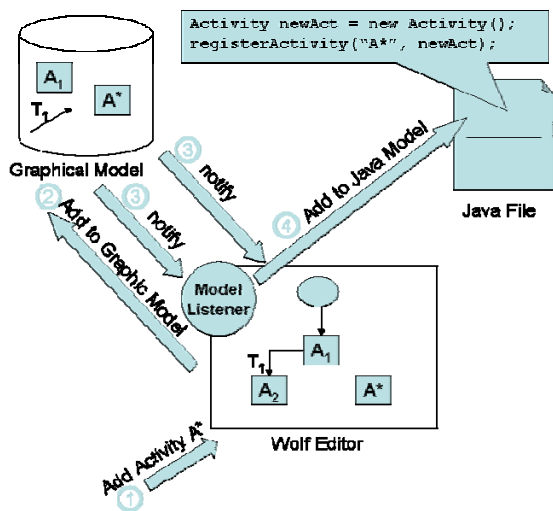 Activity newAct = new Activity();
registerActivity("A*", newAct);
A1
A*
T1
Graphical Model
Java File
3 notify
3 notify
4 Add to Java Model
2 Add to Graphic Model
Model
Listener
A1
T1
A2
A*
Wolf Editor
1 Add Activity A*